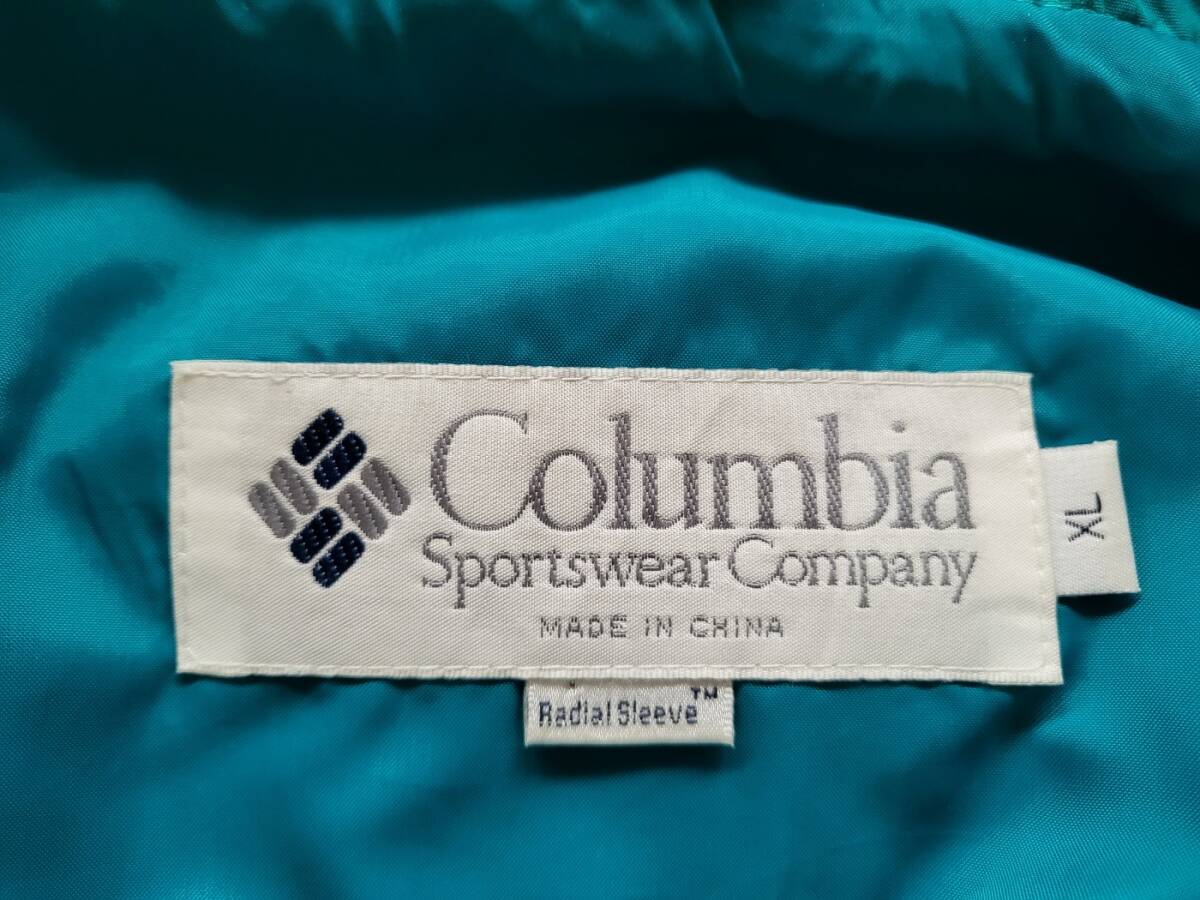 Columbia
Sportswear Company
MADE IN CHINA
XL
Radial Sleeve™